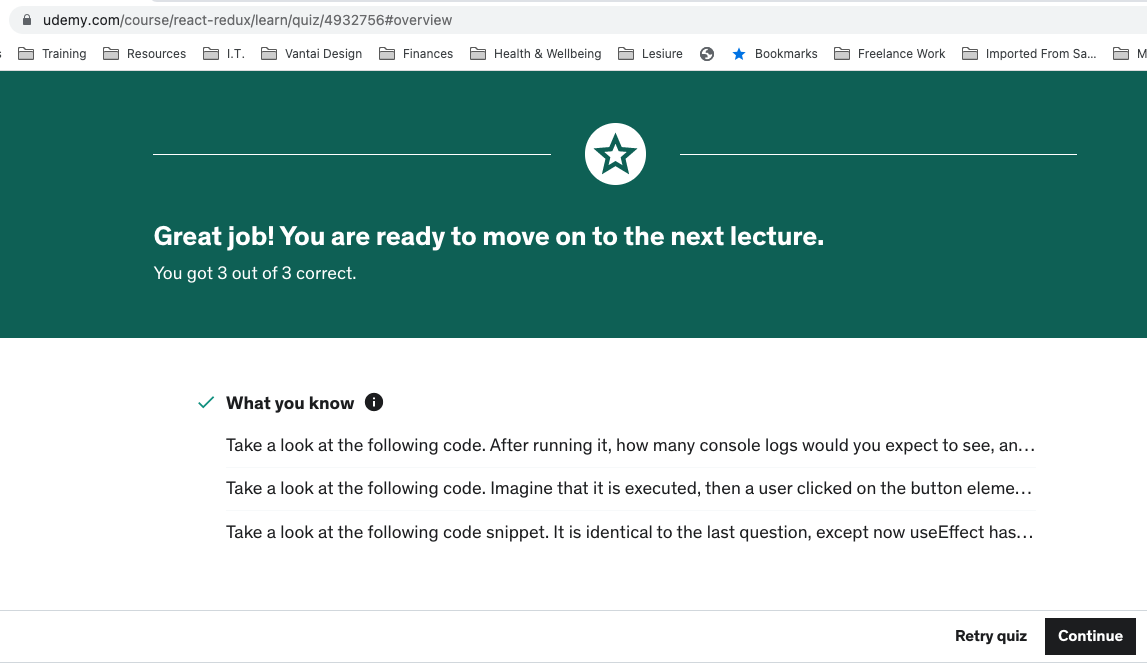 udemy.com/course/react-redux/learn/quiz/4932756#overview
Training Resources I.T. Vantai Design Finances Health & Wellbeing Lesiure Bookmarks Freelance Work Imported From Sa... M
Great job! You are ready to move on to the next lecture.
You got 3 out of 3 correct.
What you know
Take a look at the following code. After running it, how many console logs would you expect to see, an...
Take a look at the following code. Imagine that it is executed, then a user clicked on the button eleme...
Take a look at the following code snippet. It is identical to the last question, except now useEffect has...
Retry quiz Continue